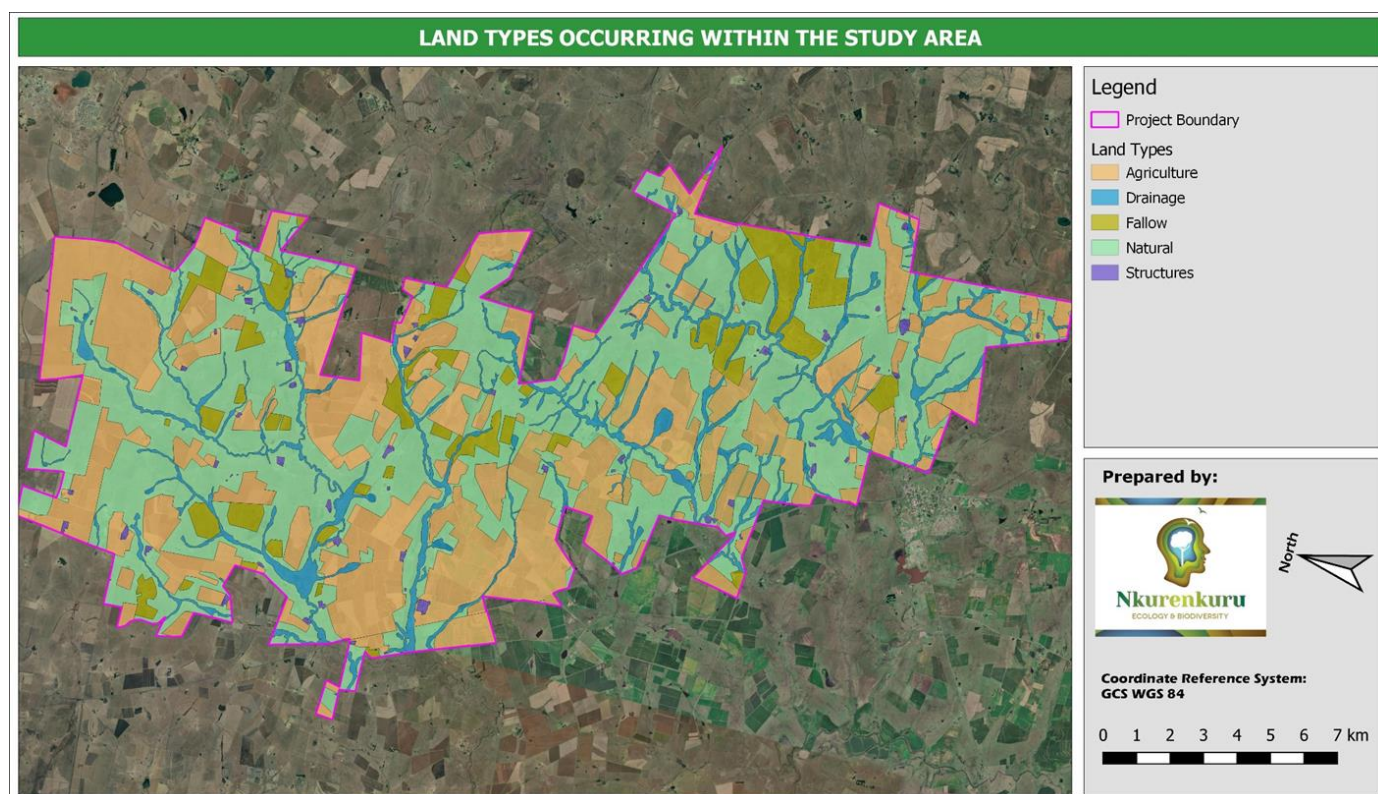 LAND TYPES OCCURRING WITHIN THE STUDY AREA
Legend
Project Boundary
Land Types
Agriculture
Drainage
Fallow
Natural
Structures
Prepared by:
Nkurenkuru
ECOLOGY & BIODIVERSITY
North
Coordinate Reference System:
GCS WGS 84
0 1 2 3 4 5 6 7 km